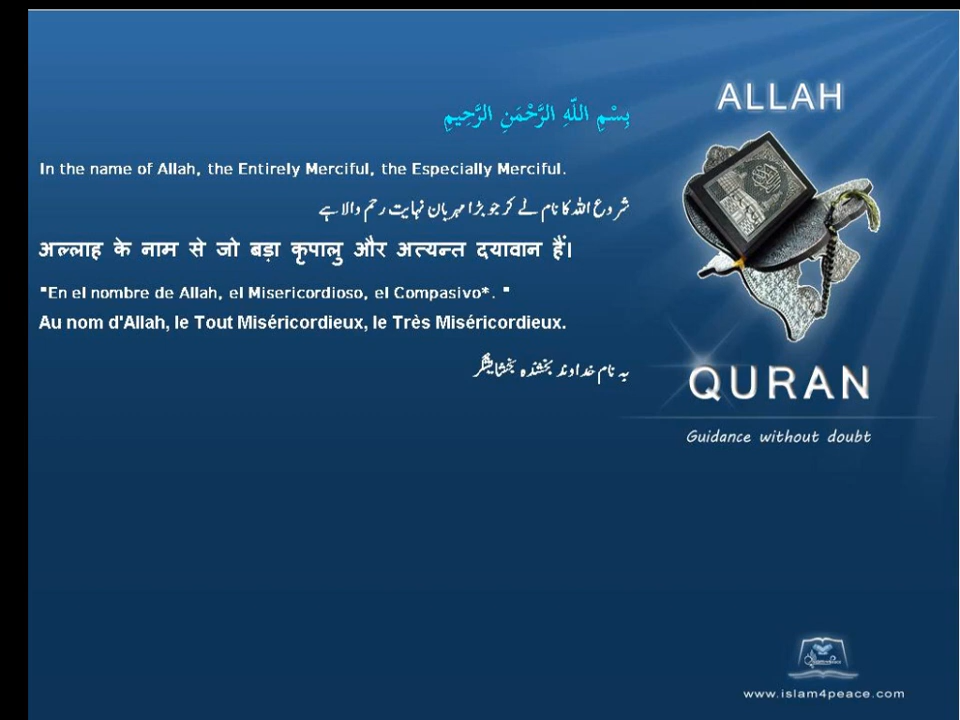 بِسْمِ اللّهِ الرَّحْمَنِ الرَّحِيمِ
In the name of Allah, the Entirely Merciful, the Especially Merciful.
شروع اللہ کا نام لے کر جو بڑا مہربان نہایت رحم والا ہے
अल्लाह के नाम से जो बड़ा कृपालु और अत्यन्त दयावान हैं।
"En el nombre de Allah, el Misericordioso, el Compasivo*. "
Au nom d'Allah, le Tout Miséricordieux, le Très Miséricordieux.
به نام خداوند بخشنده بخشایشگر
ALLAH
QURAN
Guidance without doubt
www.islam4peace.com